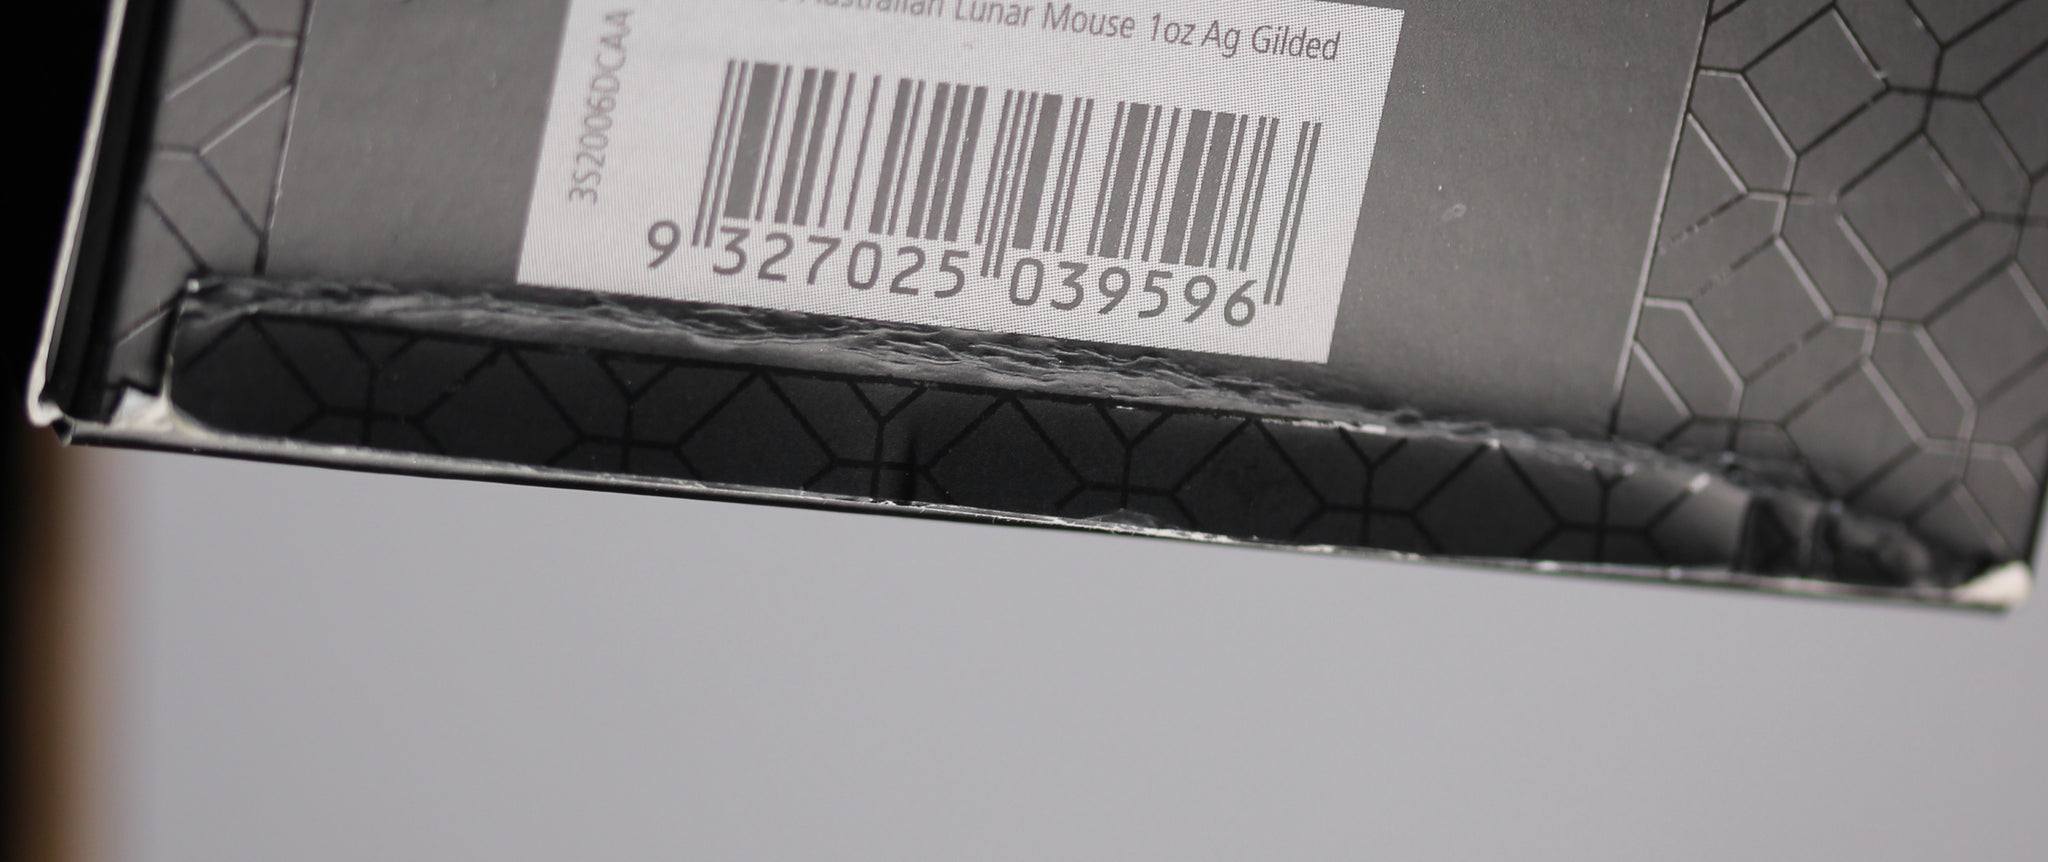 Australian Lunar Mouse 1oz Ag Gilded
3S2006DCAA
9 327025 039596